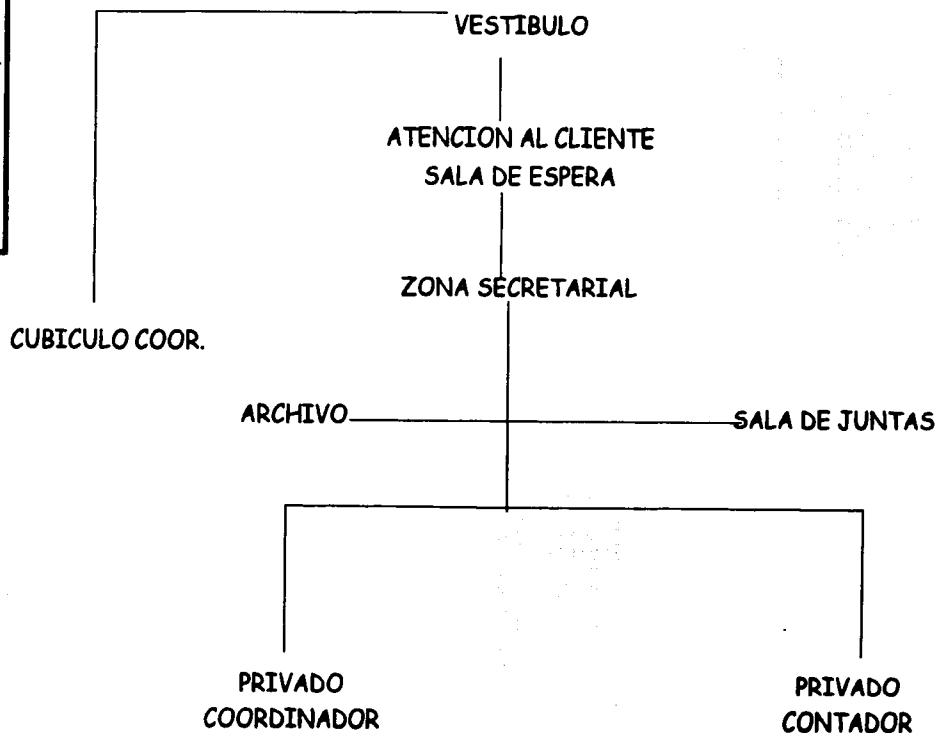 VESTIBULO
ATENCION AL CLIENTE
SALA DE ESPERA
ZONA SECRETARIAL
CUBICULO COOR.
ARCHIVO
SALA DE JUNTAS
PRIVADO
COORDINADOR
PRIVADO
CONTADOR